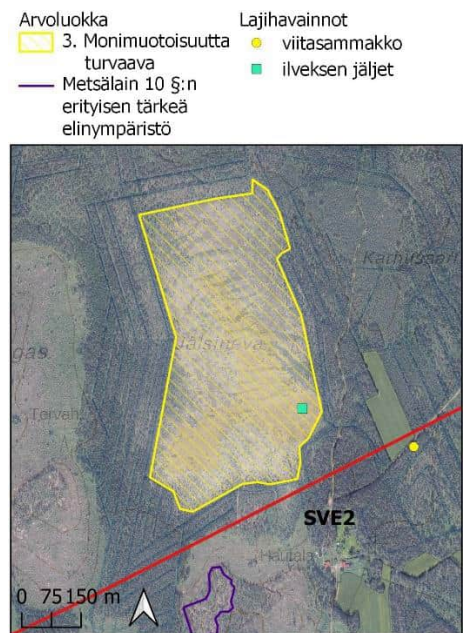 Arvoluokka
3. Monimuotoisuutta
turvaava
Metsälain 10 §:n
erityisen tärkeä
elinympäristö
Lajihavainnot
viitasammakko
ilveksen jäljet
SVE2
Hautala
0 75 150 m